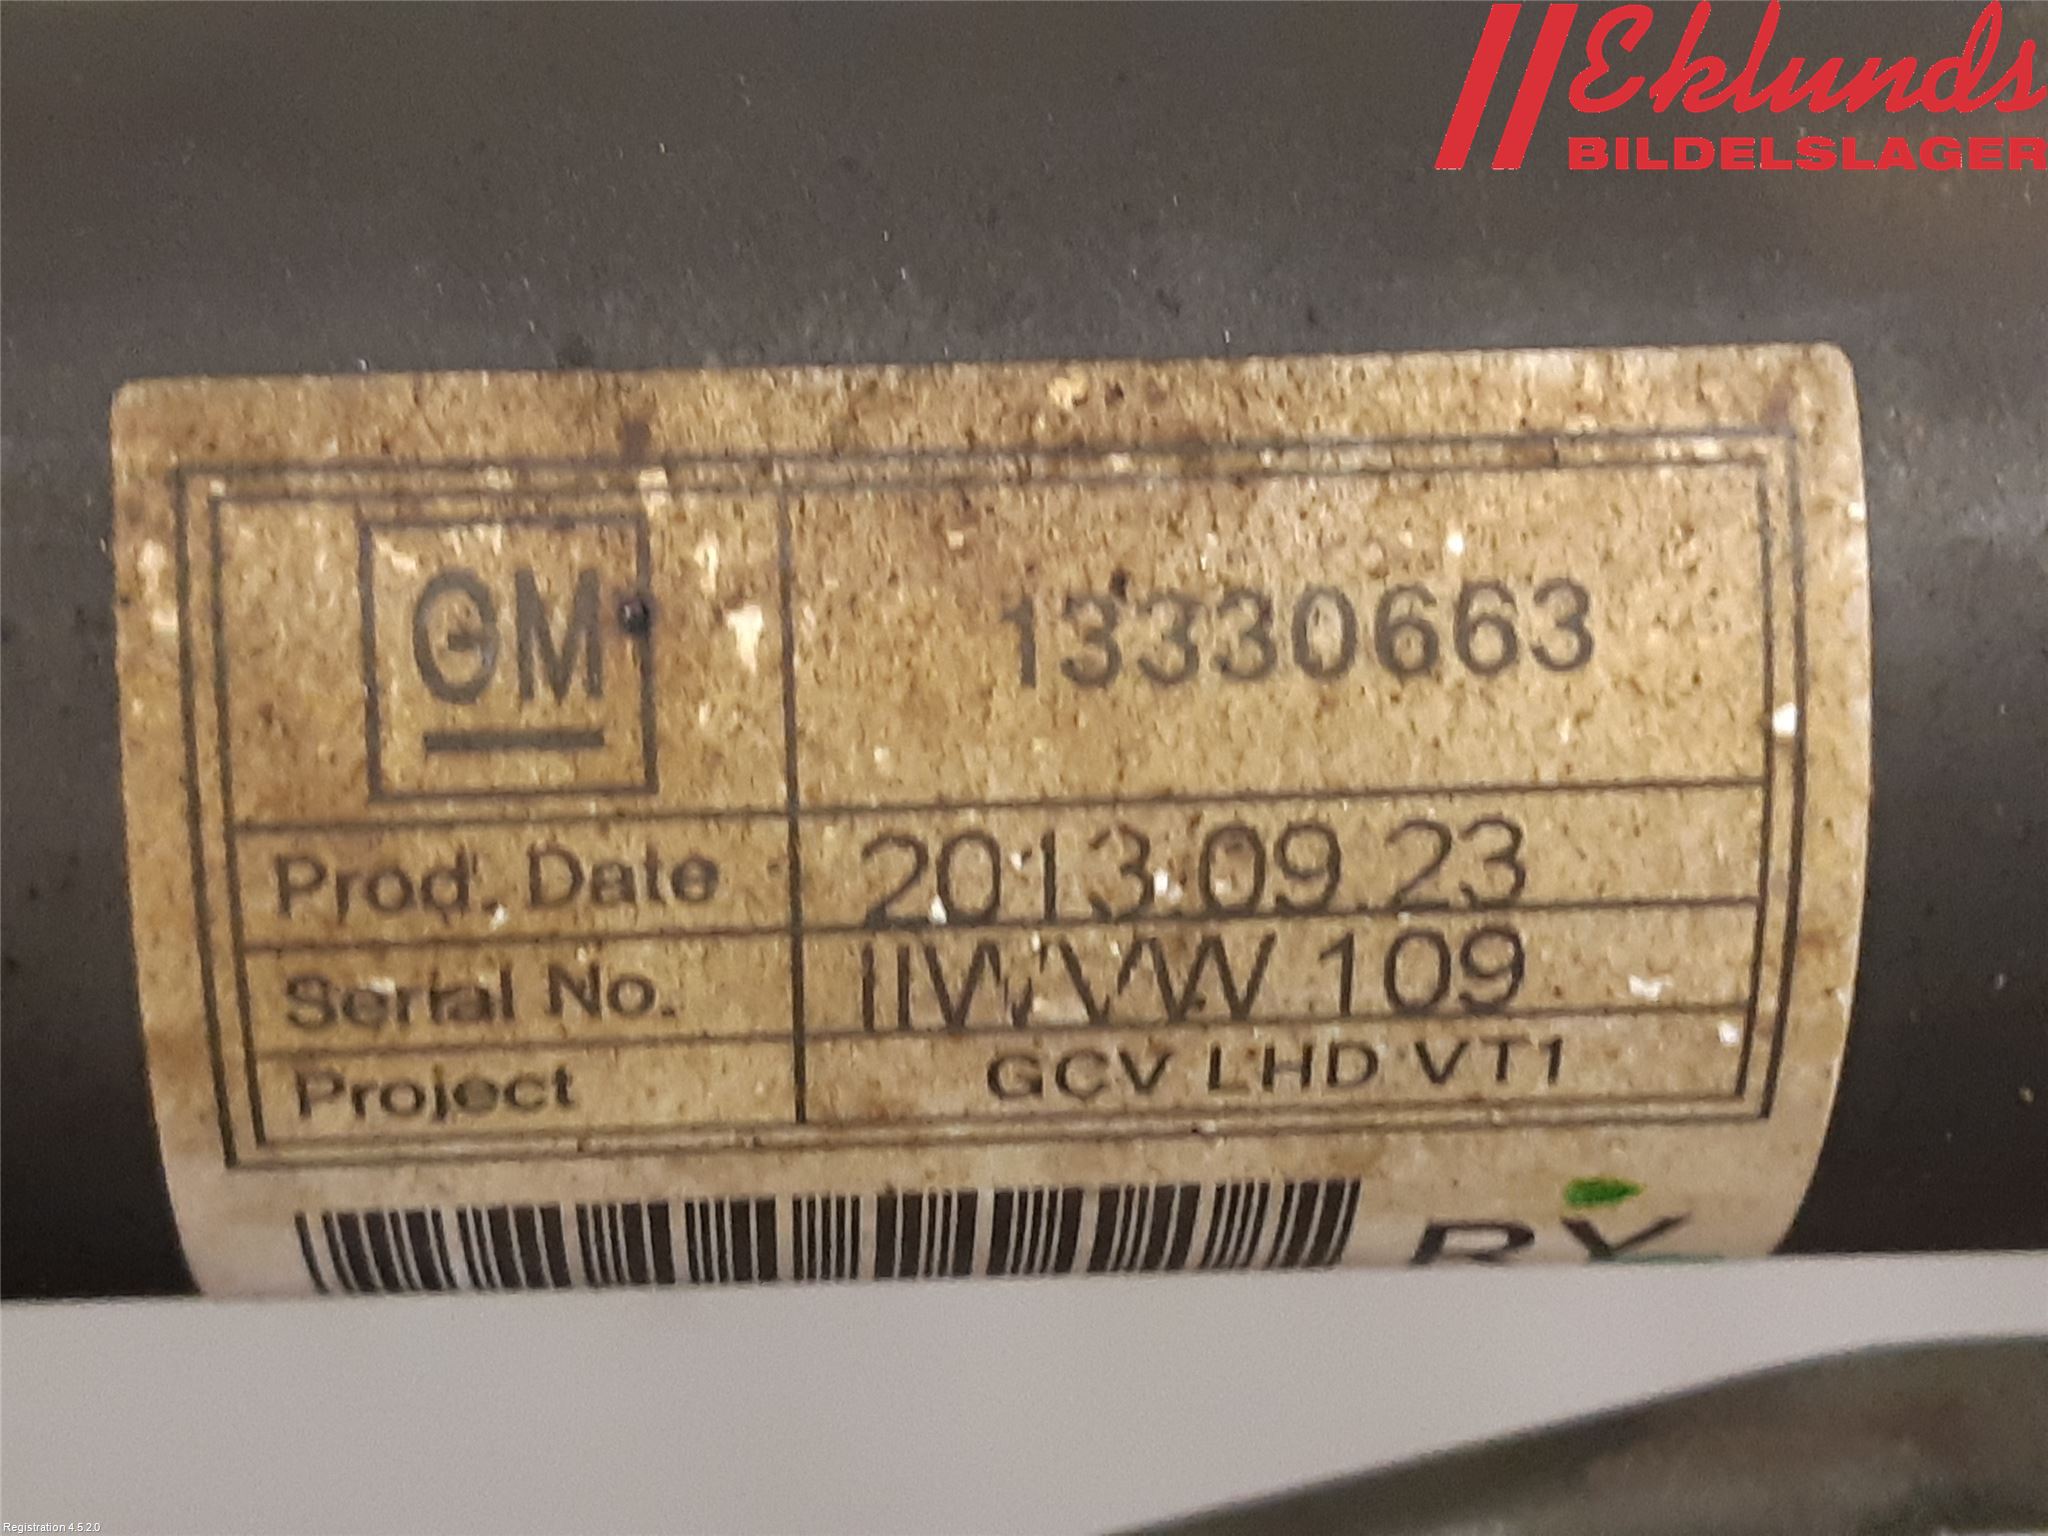 Eklunds
BILDELSLAGER
GM
13330663
Prod. Date 2013.09.23
Serial No. 109
Project GCV LHD VT1
RY
Registration 4.5.2.0